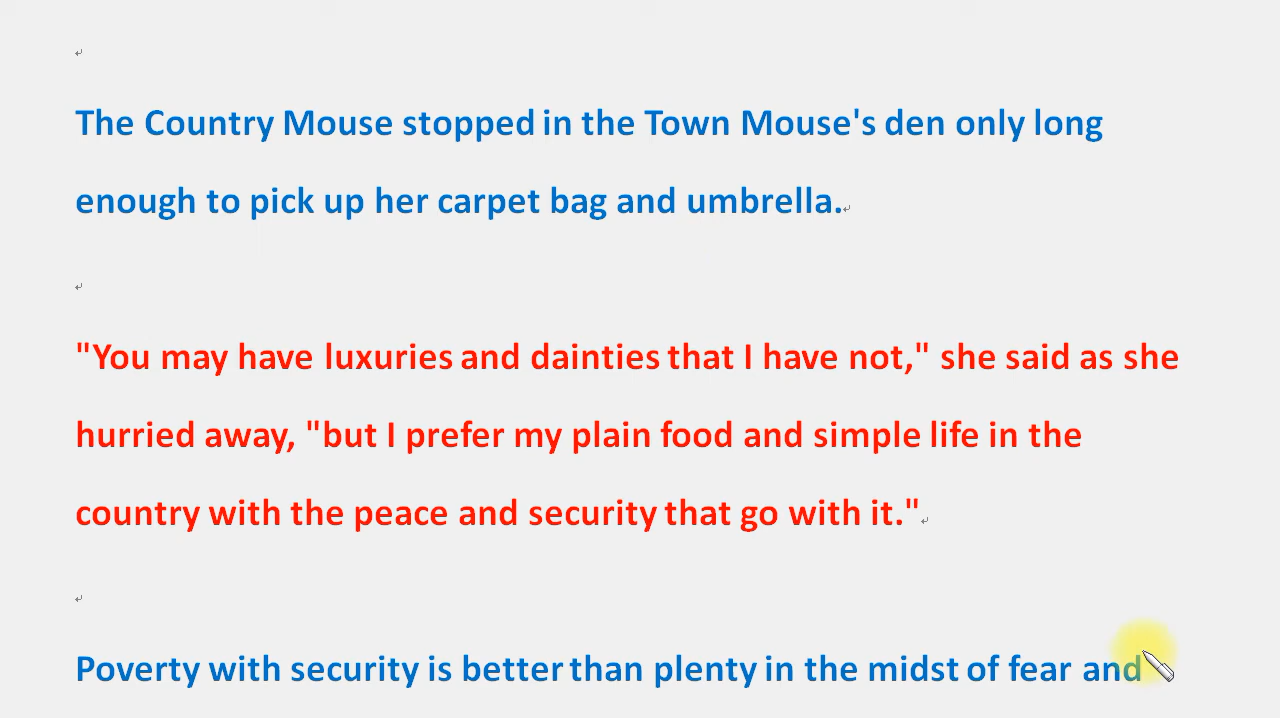 The Country Mouse stopped in the Town Mouse's den only long
enough to pick up her carpet bag and umbrella.
"You may have luxuries and dainties that I have not," she said as she
hurried away, "but I prefer my plain food and simple life in the
country with the peace and security that go with it."
Poverty with security is better than plenty in the midst of fear and